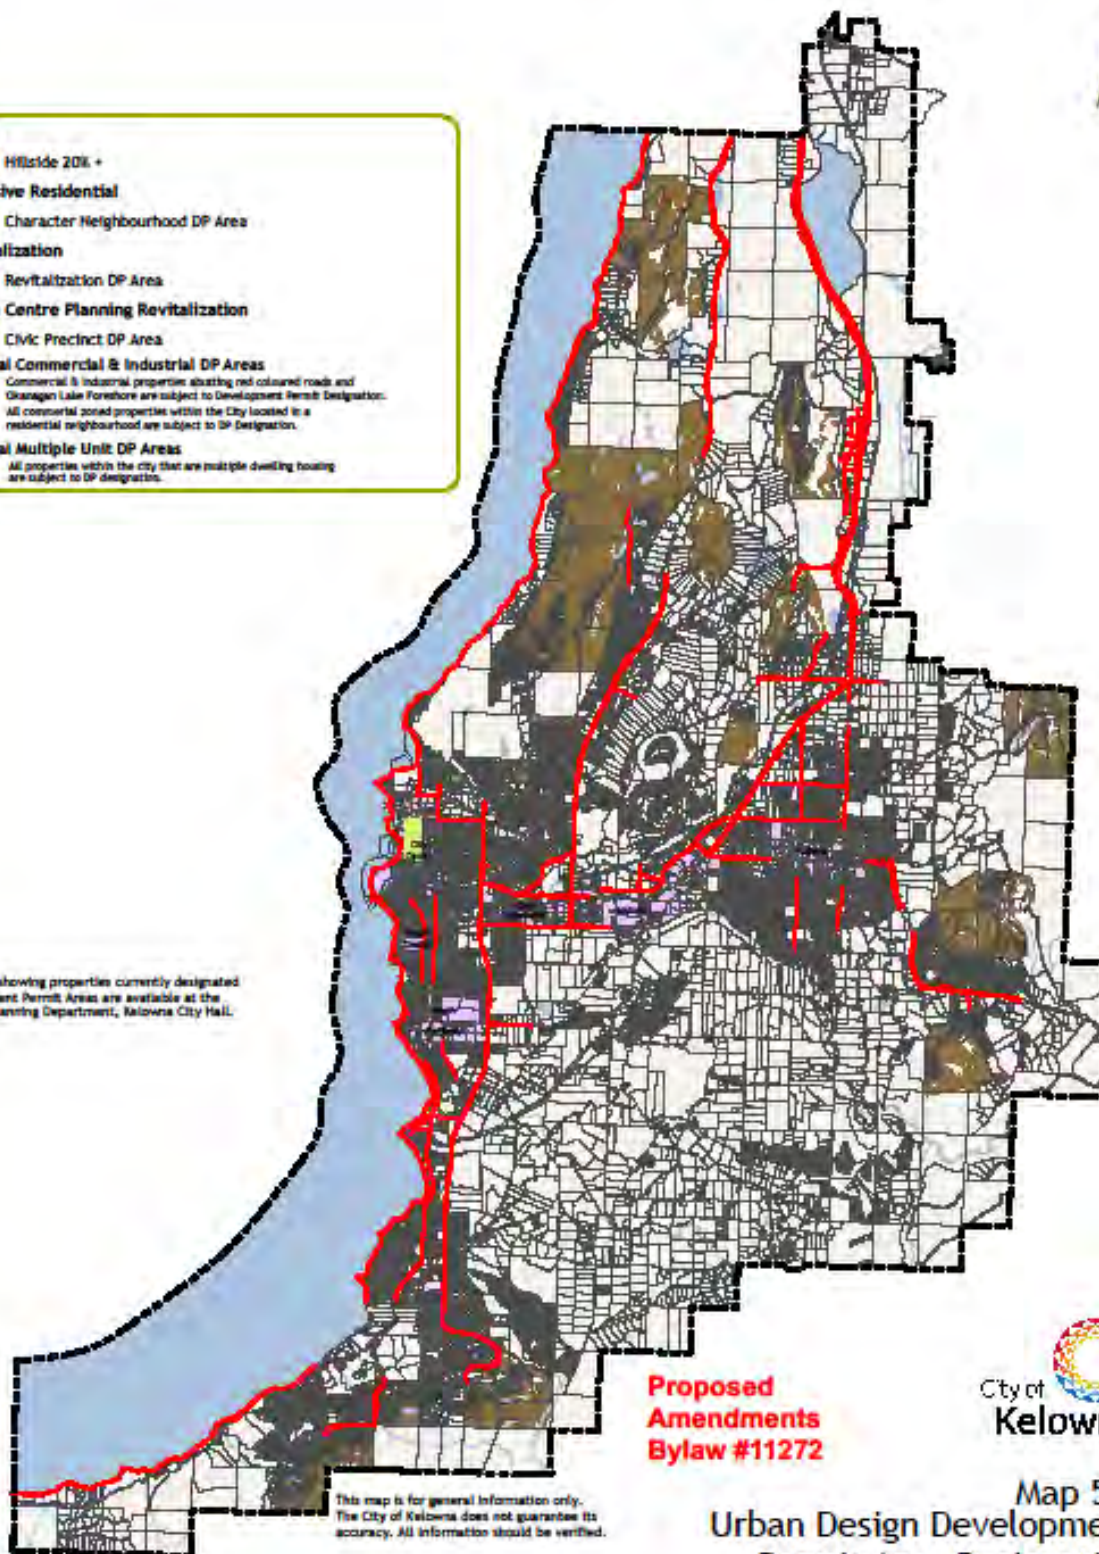 Hillside 20% +
ive Residential
Character Neighbourhood DP Area
lization
Revitalization DP Area
Centre Planning Revitalization
Civic Precinct DP Area
al Commercial & Industrial DP Areas
Commercial & Industrial properties abutting red coloured roads and
Okanagan Lake Foreshore are subject to Development Permit Designation.
All commercial zoned properties within the City located in a
residential neighbourhood are subject to DP Designation.
al Multiple Unit DP Areas
All properties within the city that are multiple dwelling housing
are subject to DP designation.
howing properties currently designated
ent Permit Areas are available at the
anning Department, Kelowna City Hall.
Proposed
Amendments
Bylaw #11272
City of
Kelown
This map is for general information only.
The City of Kelowna does not guarantee its
accuracy. All information should be verified.
Map 5
Urban Design Developme